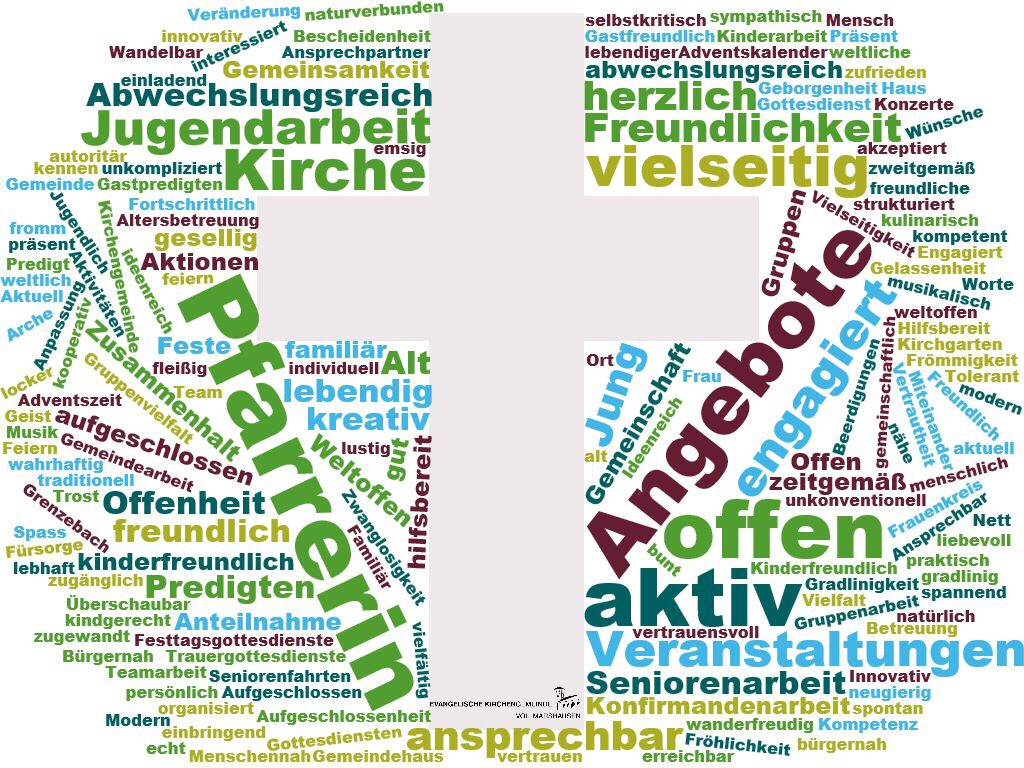 Veränderung
naturverbunden
innovativ
interessiert
Bescheidenheit
Wandelbar
Ansprechpartner
einladend
Gemeinsamkeit
Abwechslungsreich
Jugendarbeit
emsig
autoritär
kennen
unkompliziert
Kirche
Gemeinde
Gastpredigten
selbstkritisch
sympathisch
Mensch
Gastfreundlich
Kinderarbeit
Präsent
lebendigerAdventskalender
weltliche
abwechslungsreich
zufrieden
herzlich
Geborgenheit
Haus
Gottesdienst
Konzerte
Freundlichkeit
Wünsche
vielseitig
akzeptiert
zweitgemäß
freundliche
strukturiert
Fortschrittlich
Altersbetreuung
gesellig
Aktionen
feiern
Jugendlich
Kirchengemeinde
ideenreich
fromm
präsent
Predigt
Aktivitäten
weltlich
Aktuell
Arche
Anpassung
kooperativ
zusammenhalt
Pfarrerin
Feste
fleißig
Team
Gruppenvielfalt
locker
Adventszeit
Geist
Musik
Feiern
aufgeschlossen
Gemeindearbeit
wahrhaftig
traditionell
Trost
Grenzebach
familiär
individuell
Alt
lebendig
kreativ
lustig
gut
Weltoffen
hilfsbereit
Zwanglosigkeit
Familiär
Offenheit
freundlich
Spass
Fürsorge
lebhaft
kinderfreundlich
zugänglich
Predigten
Überschaubar
kindgerecht
Anteilnahme
zugewandt
Festtagsgottesdienste
Bürgernah
Trauergottesdienste
Teamarbeit
Seniorenfahrten
persönlich
Aufgeschlossen
vielfältig
organisiert
Modern
Aufgeschlossenheit
einbringend
echt
Gottesdiensten
Menschennah
Gemeindehaus
Gruppen
Vielseitigkeit
kulinarisch
kompetent
Engagiert
Gelassenheit
Worte
musikalisch
Angebote
engagiert
weltoffen
Hilfsbereit
Kirchgarten
Frömmigkeit
Tolerant
gemeinschaftlich
Beerdigungen
Ort
Jung
Frau
Gemeinschaft
Ideenreich
alt
Vertrautheit
Miteinander
Freundlich
modern
nähe
aktuell
Offen
zeitgemäß
menschlich
unkonventionell
Frauenkreis
Ansprechbar
Nett
liebevoll
offen
bunt
Kinderfreundlich
praktisch
gradlinig
aktiv
Gradlinigkeit
spannend
Vielfalt
Gruppenarbeit
natürlich
vertrauensvoll
Betreuung
Veranstaltungen
Seniorenarbeit
Innovativ
neugierig
Konfirmandenarbeit
spontan
wanderfreudig
Kompetenz
ansprechbar
Fröhlichkeit
bürgernah
vertrauen
erreichbar
EVANGELISCHE